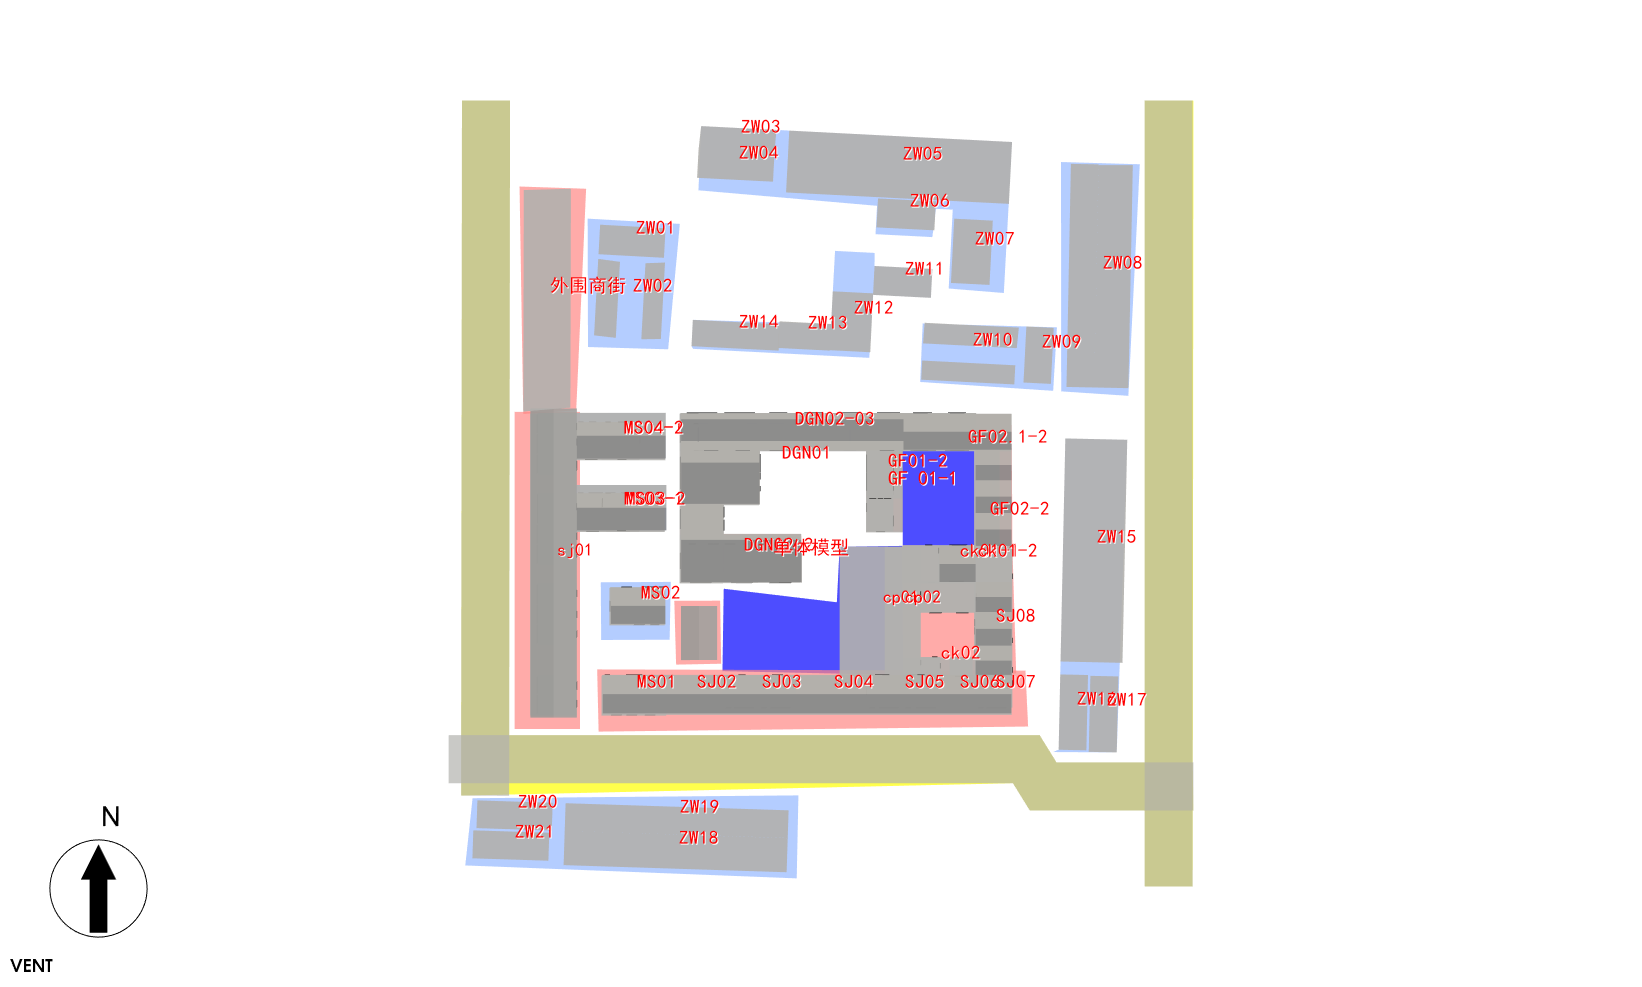 ZW03
ZW04
ZW05
ZW06
ZW01
ZW07
ZW08
ZW11
外围商街
ZW02
ZW12
ZW14
ZW13
ZW10
ZW09
DGN02-03
MS04-2
GF02.1-2
DGN01
GF01-2
GF 01-1
GF02-2
ZW15
单体模型
sj01
MS02
SJ08
ck02
MS01
SJ02
SJ03
SJ04
SJ05
SJ06
SJ07
ZW17
ZW20
ZW19
ZW21
ZW18
N
VENT